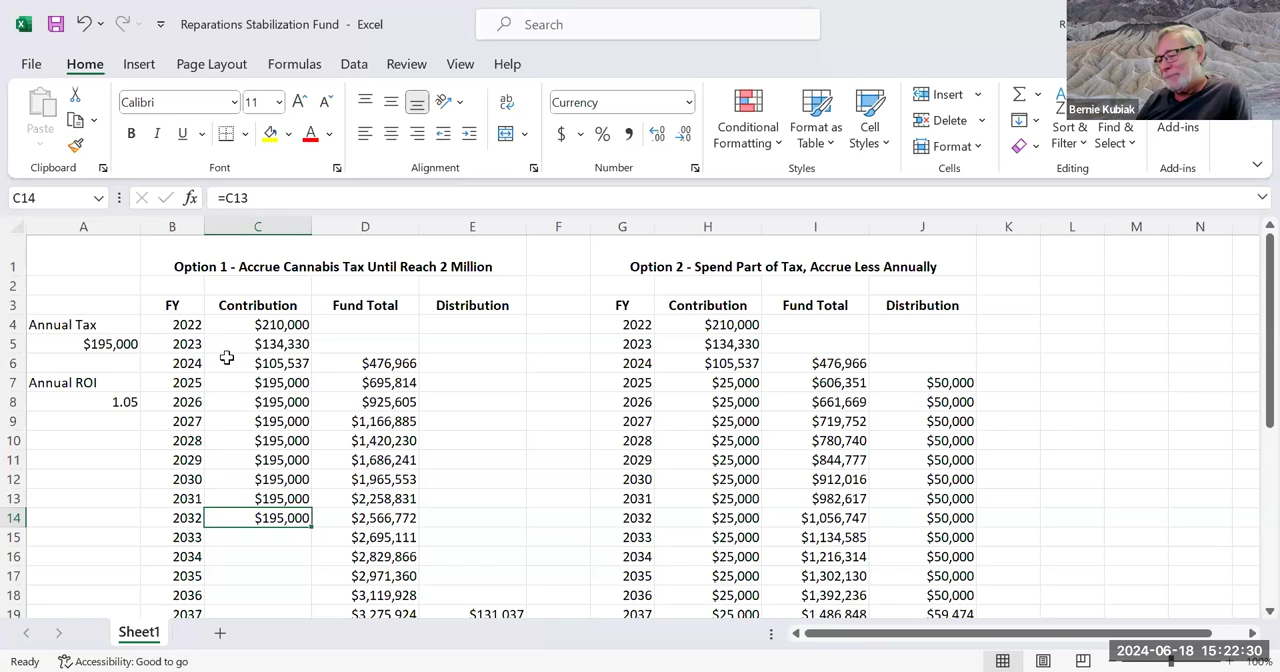 Reparations Stabilization Fund - Excel
Search
File Home Insert Page Layout Formulas Data Review View Help
Paste
Clipboard
Calibri 11
B I U
Font
Alignment
Currency
$ % ,
Number
Conditional Formatting
Format as Table
Cell Styles
Styles
Insert
Delete
Format
Cells
Sort & Filter
Find & Select
Editing
Add-ins
Add-ins
Bernie Kubiak
C14 fx =C13
A B C D E F G H I J K L M N
1 Option 1 - Accrue Cannabis Tax Until Reach 2 Million Option 2 - Spend Part of Tax, Accrue Less Annually
2
3 FY Contribution Fund Total Distribution FY Contribution Fund Total Distribution
4 Annual Tax 2022 $210,000 2022 $210,000
5 $195,000 2023 $134,330 2023 $134,330
6 2024 $105,537 $476,966 2024 $105,537 $476,966
7 Annual ROI 2025 $195,000 $695,814 2025 $25,000 $606,351 $50,000
8 1.05 2026 $195,000 $925,605 2026 $25,000 $661,669 $50,000
9 2027 $195,000 $1,166,885 2027 $25,000 $719,752 $50,000
10 2028 $195,000 $1,420,230 2028 $25,000 $780,740 $50,000
11 2029 $195,000 $1,686,241 2029 $25,000 $844,777 $50,000
12 2030 $195,000 $1,965,553 2030 $25,000 $912,016 $50,000
13 2031 $195,000 $2,258,831 2031 $25,000 $982,617 $50,000
14 2032 $195,000 $2,566,772 2032 $25,000 $1,056,747 $50,000
15 2033 $2,695,111 2033 $25,000 $1,134,585 $50,000
16 2034 $2,829,866 2034 $25,000 $1,216,314 $50,000
17 2035 $2,971,360 2035 $25,000 $1,302,130 $50,000
18 2036 $3,119,928 2036 $25,000 $1,392,236 $50,000
19 2037 $3,275,924 $131,037 2037 $25,000 $1,486,848 $59,474
Sheet1
2024-06-18 15:22:30
Ready Accessibility: Good to go 100%